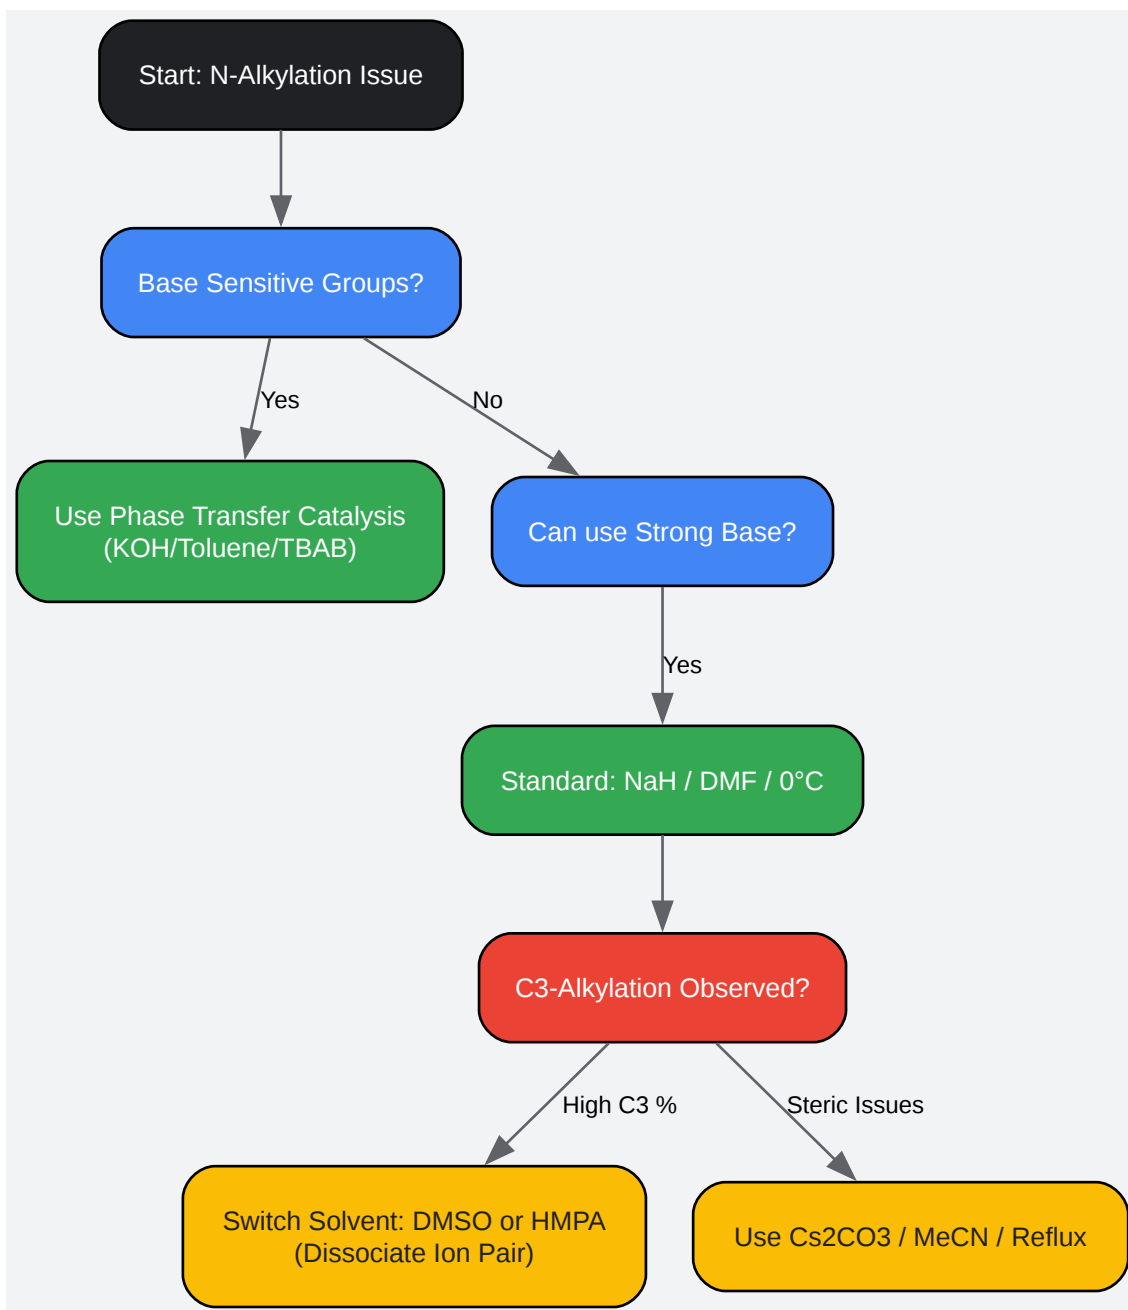 Start: N-Alkylation Issue
Base Sensitive Groups?
Yes
No
Use Phase Transfer Catalysis
(KOH/Toluene/TBAB)
Can use Strong Base?
Yes
Standard: NaH / DMF / 0°C
C3-Alkylation Observed?
High C3 %
Steric Issues
Switch Solvent: DMSO or HMPA
(Dissociate Ion Pair)
Use Cs2CO3 / MeCN / Reflux